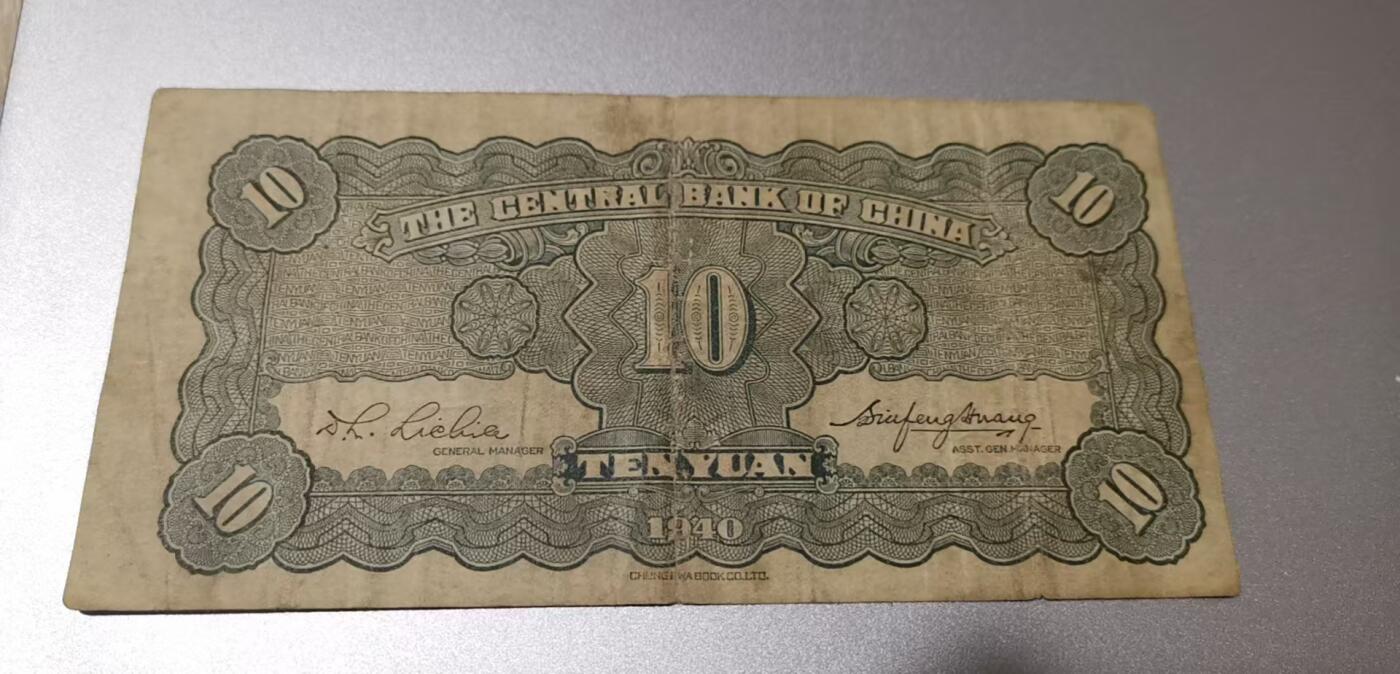 THE CENTRAL BANK OF CHINA
10 10
10
D.L. Lichia
Sinfeng Huang
GENERAL MANAGER
ASST. GEN. MANAGER
TEN YUAN
10 10
1940
CHUNG HWA BOOK CO. LTD.